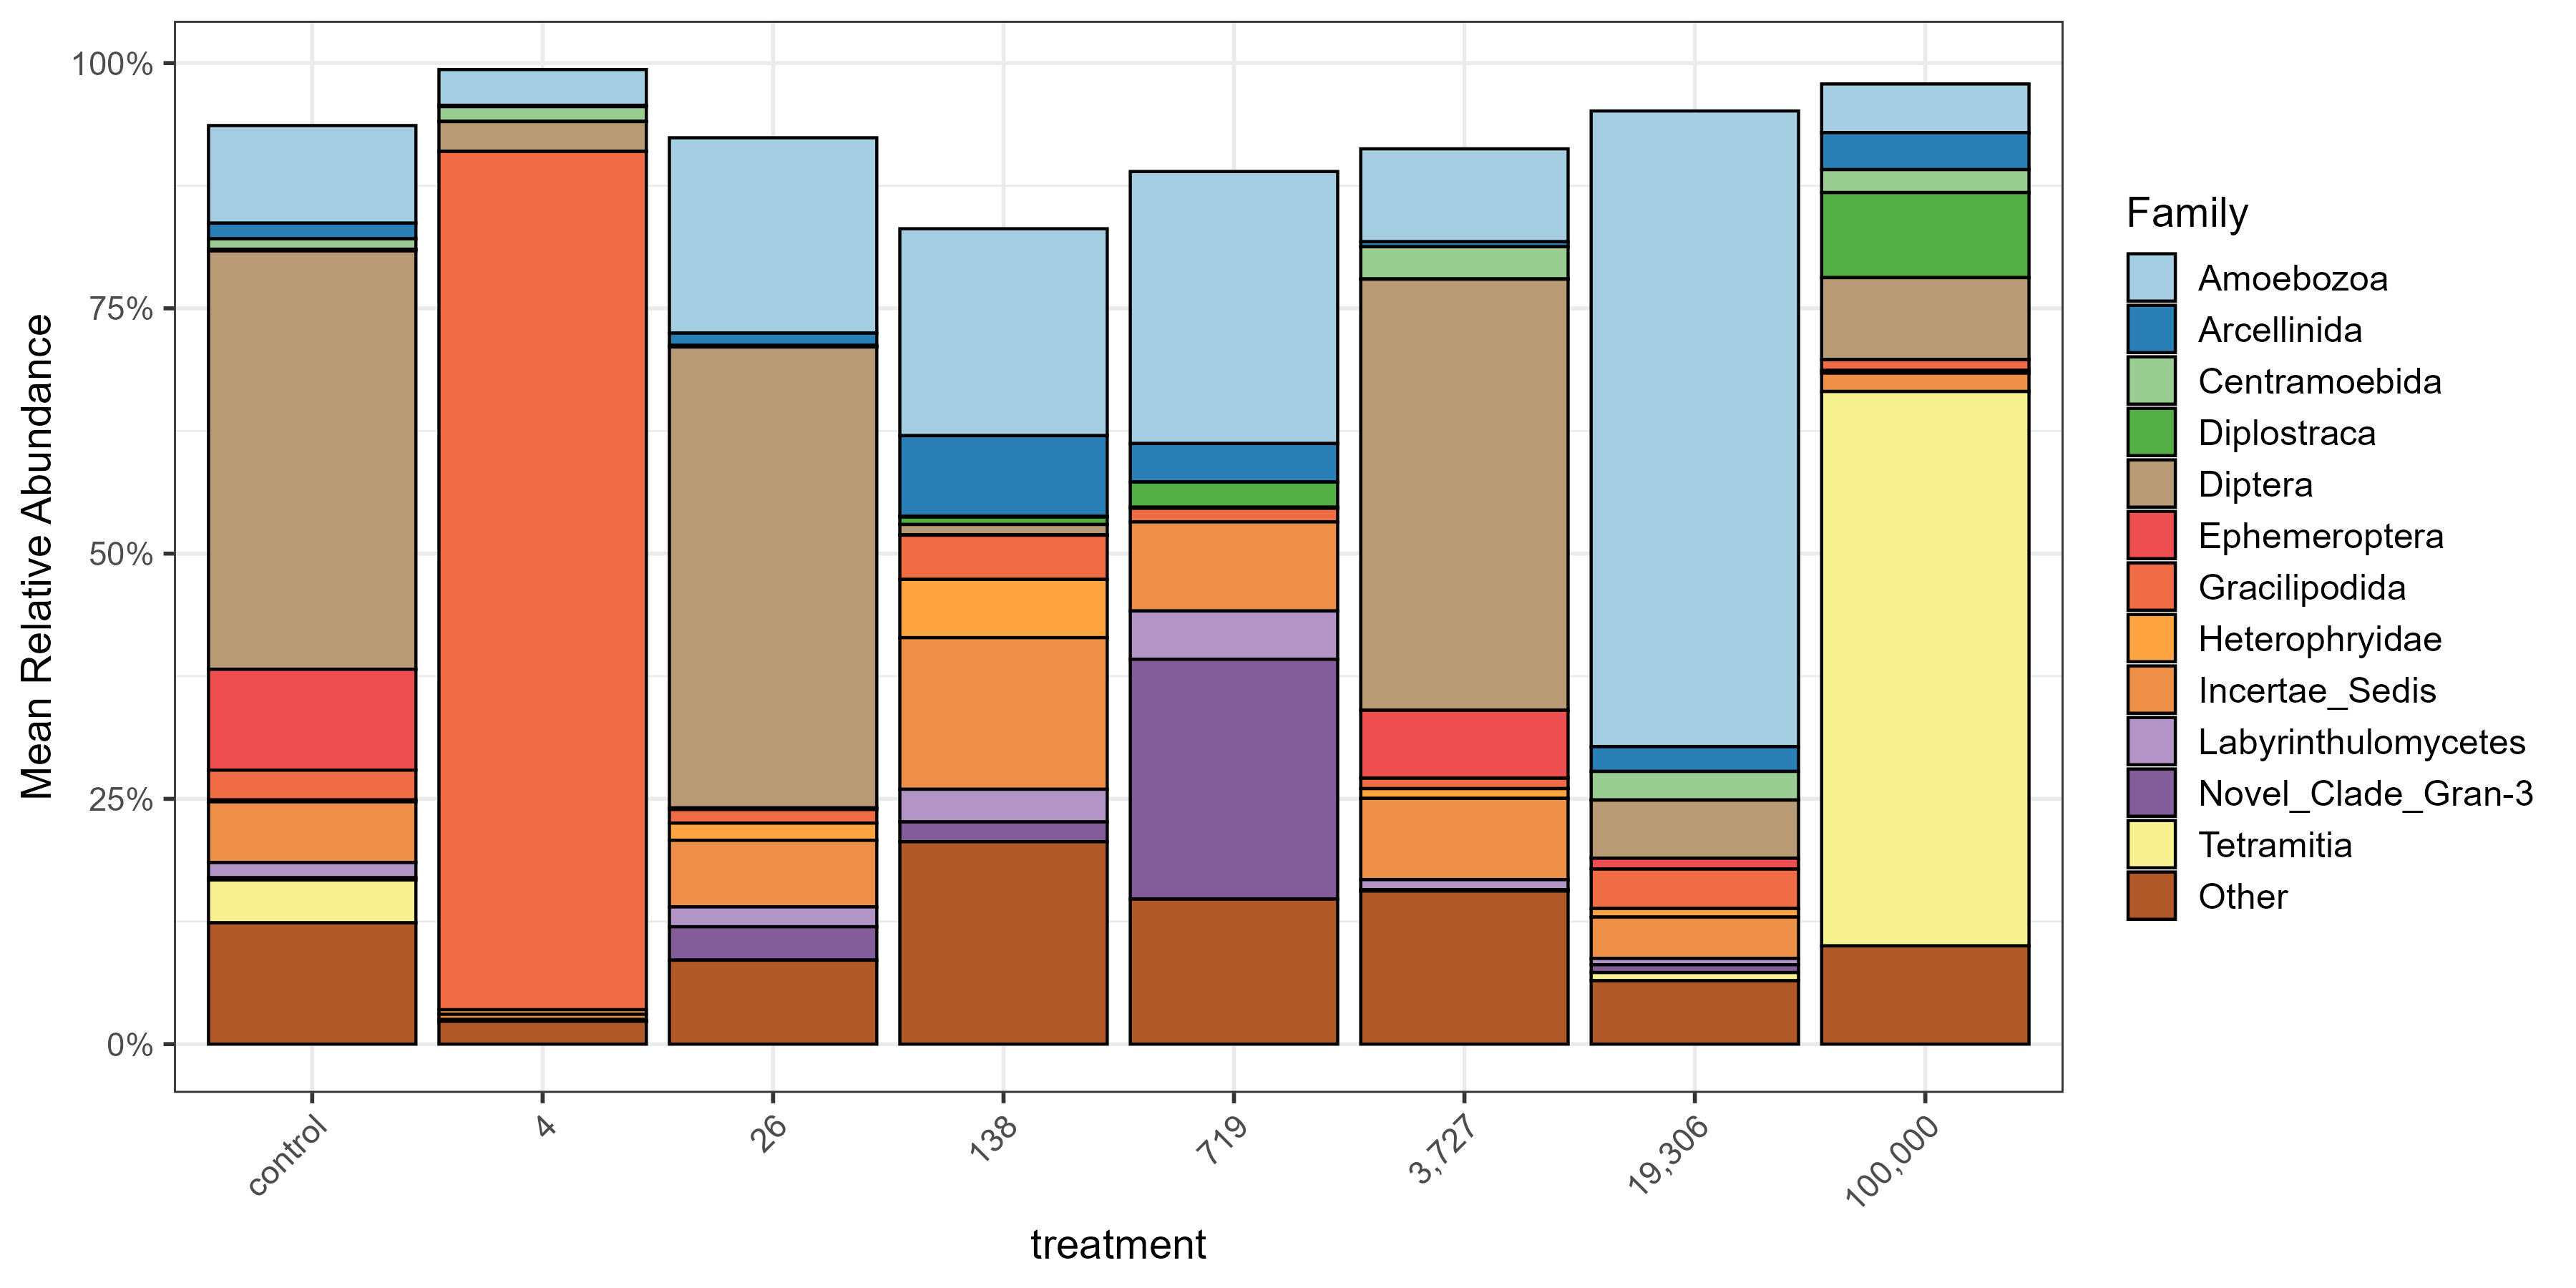 Mean Relative Abundance
100%
75%
50%
25%
0%
control
4
26
138
719
3,727
19,306
100,000
treatment
Family
Amoebozoa
Arcellinida
Centramoebida
Diplostraca
Diptera
Ephemeroptera
Gracilipodida
Heterophryidae
Incertae_Sedis
Labyrinthulomycetes
Novel_Clade_Gran-3
Tetramitia
Other